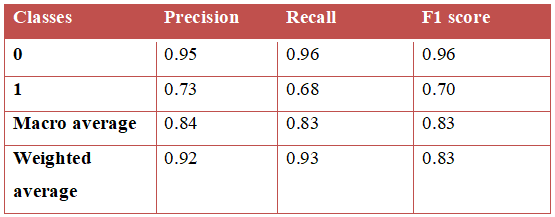 Classes Precision Recall F1 score
0 0.95 0.96 0.96
1 0.73 0.68 0.70
Macro average 0.84 0.83 0.83
Weighted 0.92 0.93 0.83
average